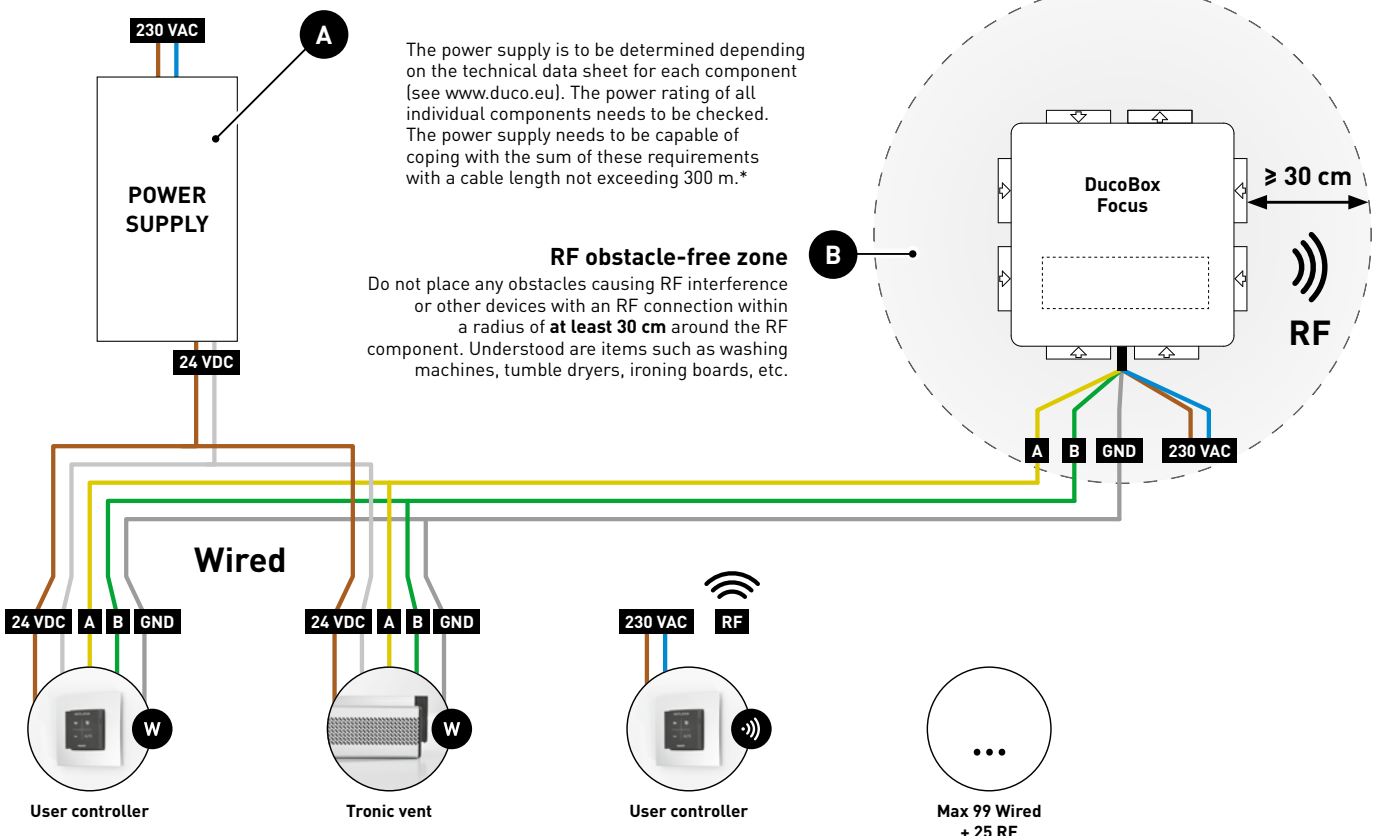 230 VAC
A
The power supply is to be determined depending
on the technical data sheet for each component
(see www.duco.eu). The power rating of all
individual components needs to be checked.
The power supply needs to be capable of
coping with the sum of these requirements
with a cable length not exceeding 300 m.*
POWER
SUPPLY
24 VDC
RF obstacle-free zone
Do not place any obstacles causing RF interference
or other devices with an RF connection within
a radius of at least 30 cm around the RF
component. Understood are items such as washing
machines, tumble dryers, ironing boards, etc.
B
DucoBox
Focus
≥ 30 cm
RF
A B GND 230 VAC
Wired
24 VDC A B GND
24 VDC A B GND
230 VAC RF
W
W
User controller
Tronic vent
User controller
...
Max 99 Wired
+ 25 RF